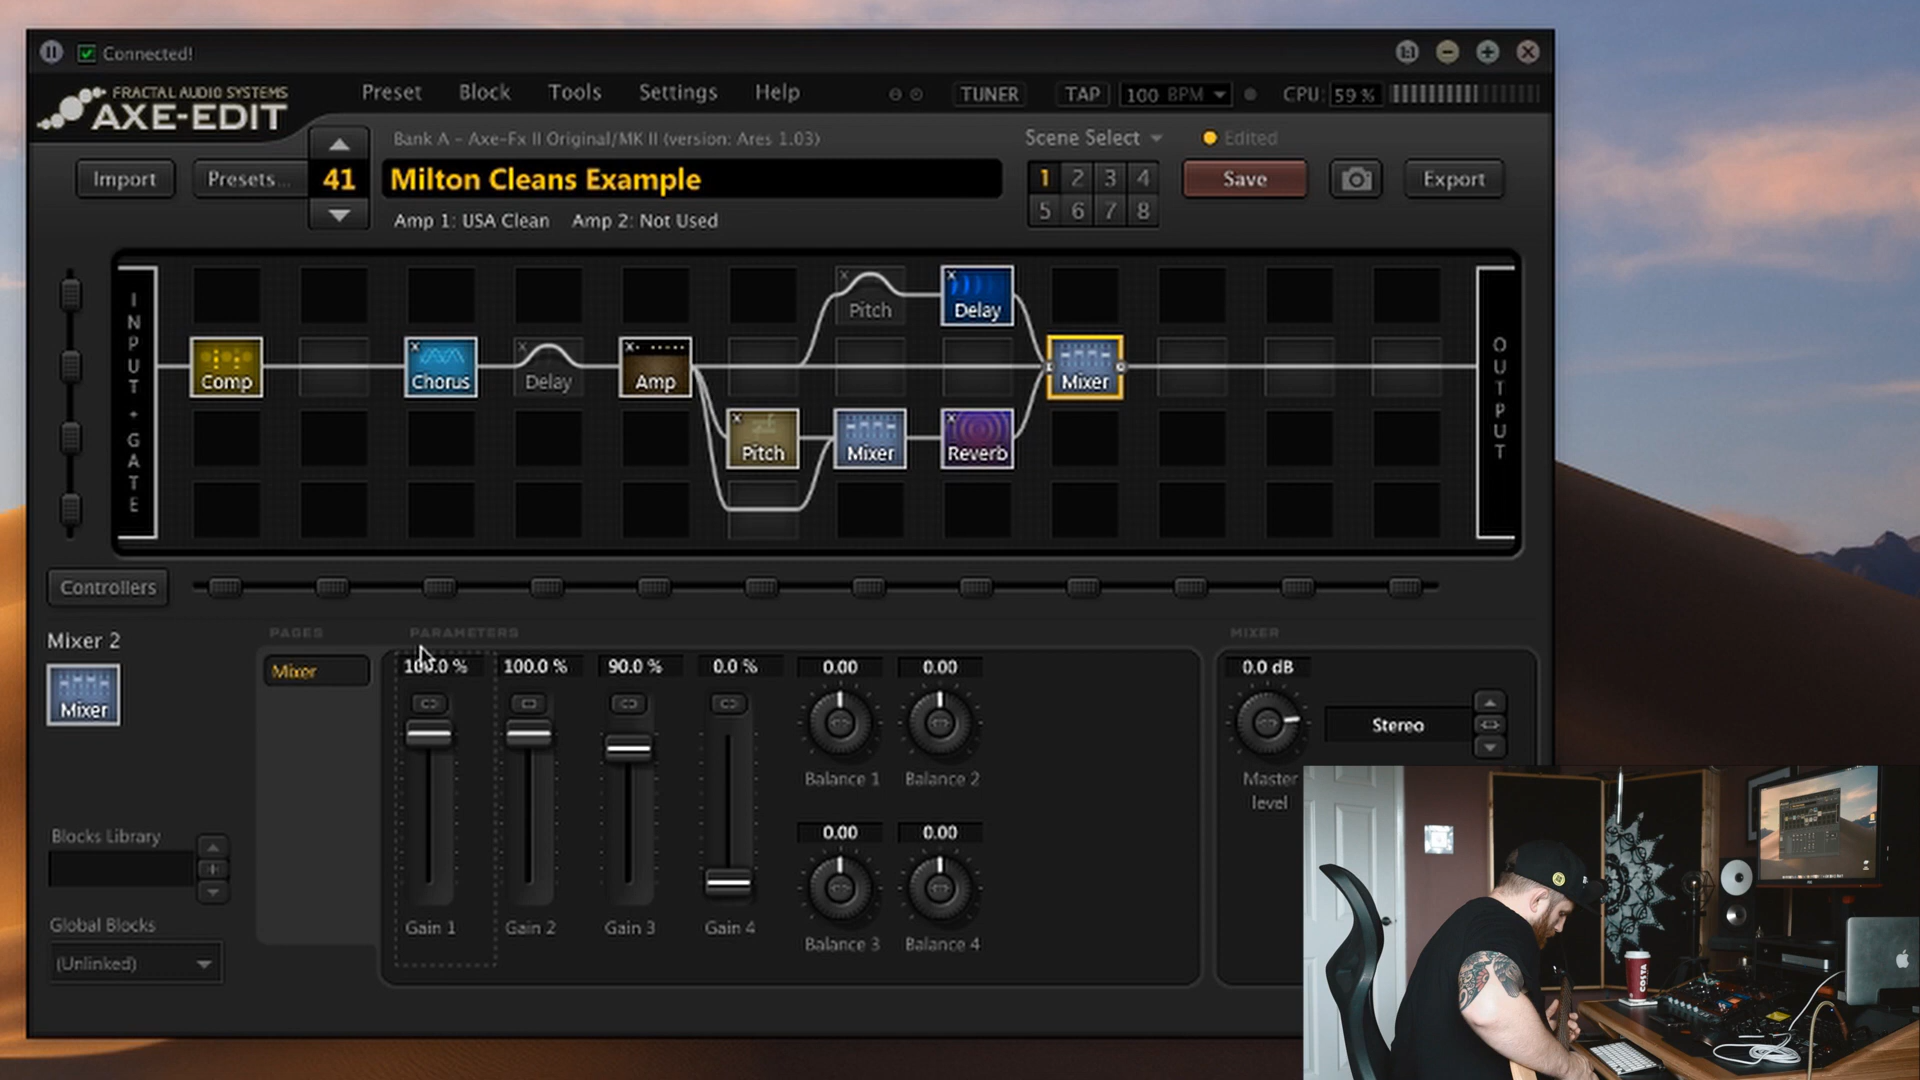 Connected!
FRACTAL AUDIO SYSTEMS
AXE-EDIT
Preset Block Tools Settings Help
TUNER TAP 100 BPM CPU: 59 %
Bank A - Axe-Fx II Original/MK II (version: Ares 1.03)
Scene Select
Edited
Import Presets... 41 Milton Cleans Example
1 2 3 4
5 6 7 8
Save Export
Amp 1: USA Clean Amp 2: Not Used
INPUT + GATE
Pitch Delay
Comp Chorus Delay Amp Mixer
Pitch Mixer Reverb
OUTPUT
Controllers
Mixer 2
PAGES PARAMETERS MIXER
Mixer
Mixer
100.0 % 100.0 % 90.0 % 0.0 % 0.00 0.00 0.0 dB
Stereo
Balance 1 Balance 2
Master level
0.00 0.00
Gain 1 Gain 2 Gain 3 Gain 4
Balance 3 Balance 4
Blocks Library
Global Blocks
(Unlinked)
COSTA